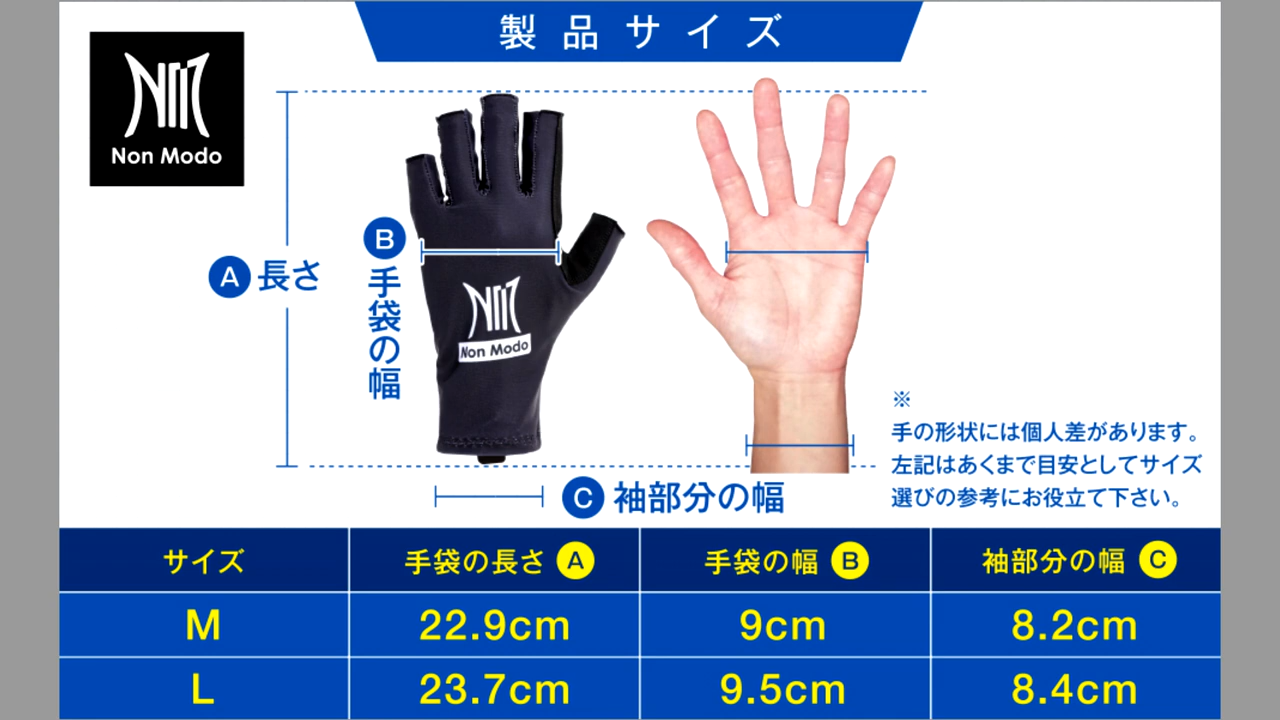 製品サイズ
Non Modo
A 長さ
B 手袋の幅
Non Modo
C 袖部分の幅
※
手の形状には個人差があります。
左記はあくまで目安としてサイズ
選びの参考にお役立て下さい。
サイズ 手袋の長さ A 手袋の幅 B 袖部分の幅 C
M 22.9cm 9cm 8.2cm
L 23.7cm 9.5cm 8.4cm